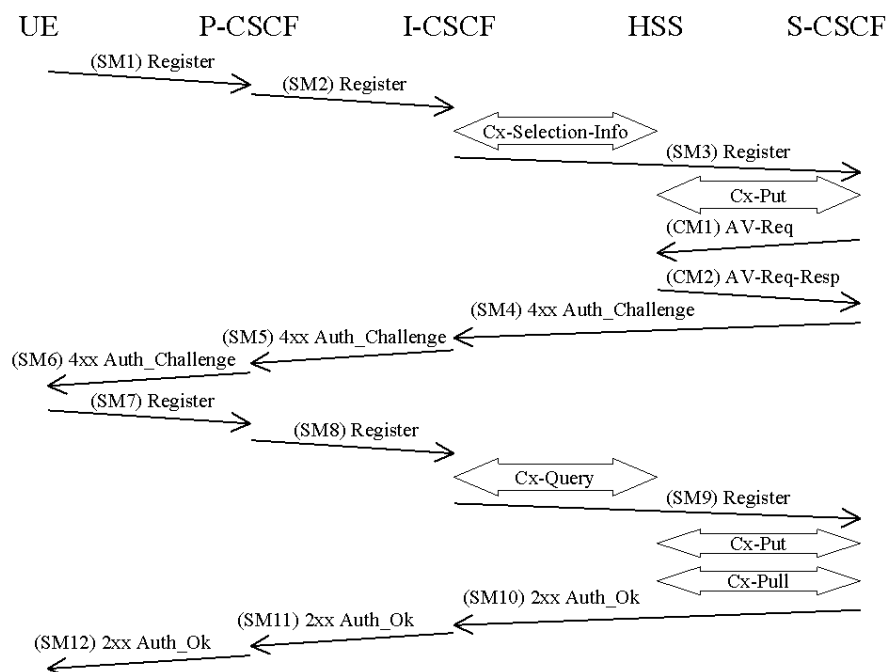 UE P-CSCF I-CSCF HSS S-CSCF
(SM1) Register
(SM2) Register
Cx-Selection-Info
(SM3) Register
Cx-Put
(CM1) AV-Req
(CM2) AV-Req-Resp
(SM4) 4xx Auth_Challenge
(SM5) 4xx Auth_Challenge
(SM6) 4xx Auth_Challenge
(SM7) Register
(SM8) Register
Cx-Query
(SM9) Register
Cx-Put
Cx-Pull
(SM10) 2xx Auth_Ok
(SM11) 2xx Auth_Ok
(SM12) 2xx Auth_Ok